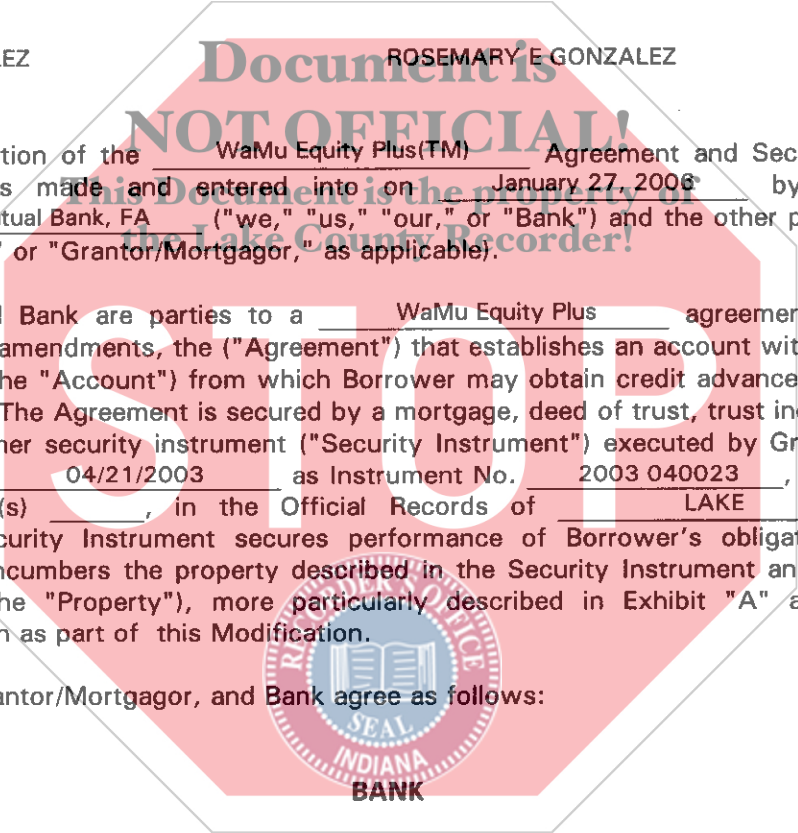 EZ ROSEMARY E GONZALEZ
Document is
NOT OFFICIAL!
This Document is the property of
the Lake County Recorder!
STOP
tion of the WaMu Equity Plus(TM) Agreement and Sec
s made and entered into on January 27, 2006 by
tual Bank, FA ("we," "us," "our," or "Bank") and the other p
" or "Grantor/Mortgagor," as applicable).
Bank are parties to a WaMu Equity Plus agreemen
amendments, the ("Agreement") that establishes an account wit
he "Account") from which Borrower may obtain credit advance
The Agreement is secured by a mortgage, deed of trust, trust in
her security instrument ("Security Instrument") executed by Gr
04/21/2003 as Instrument No. 2003 040023 ,
(s) ______, in the Official Records of LAKE
curity Instrument secures performance of Borrower's obligat
ncumbers the property described in the Security Instrument an
he "Property"), more particularly described in Exhibit "A" a
n as part of this Modification.
antor/Mortgagor, and Bank agree as follows:
RECORDER'S OFFICE
SEAL
INDIANA
BANK